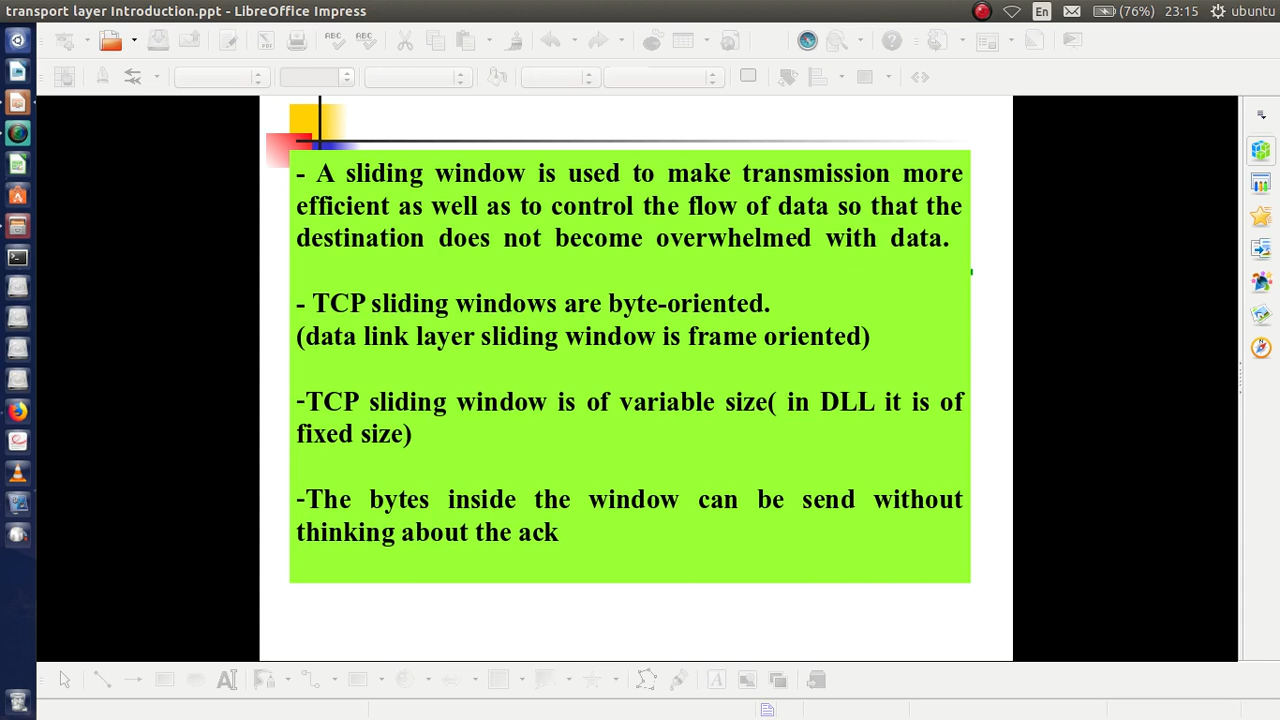 transport layer Introduction.ppt - LibreOffice Impress
En
(76%)
23:15
ubuntu
ABC
ABC
- A sliding window is used to make transmission more
efficient as well as to control the flow of data so that the
destination does not become overwhelmed with data.
- TCP sliding windows are byte-oriented.
(data link layer sliding window is frame oriented)
-TCP sliding window is of variable size( in DLL it is of
fixed size)
-The bytes inside the window can be send without
thinking about the ack